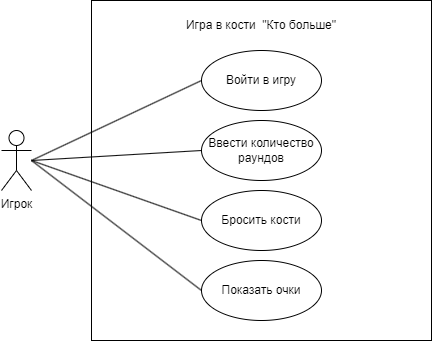 Игра в кости "Кто больше"
Войти в игру
Ввести количество
раундов
Бросить кости
Игрок
Показать очки